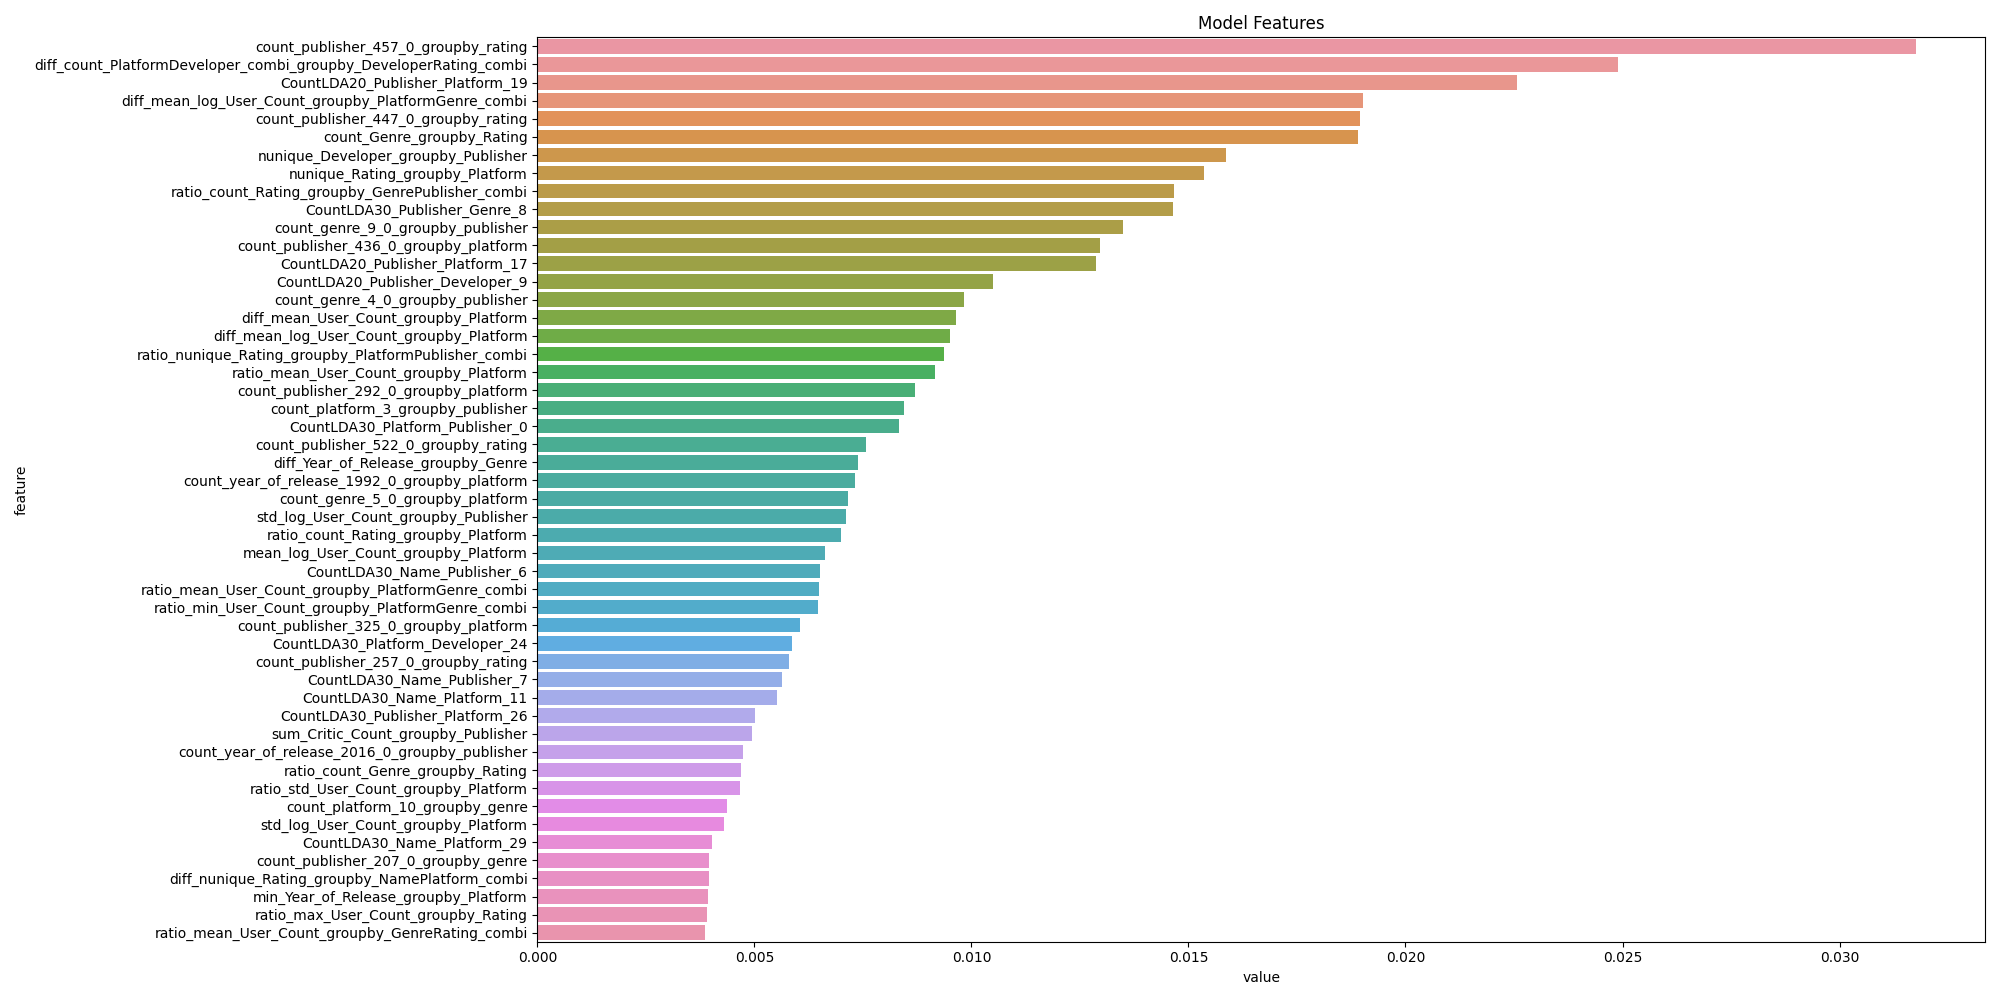 Model Features
count_publisher_457_0_groupby_rating
diff_count_PlatformDeveloper_combi_groupby_DeveloperRating_combi
CountLDA20_Publisher_Platform_19
diff_mean_log_User_Count_groupby_PlatformGenre_combi
count_publisher_447_0_groupby_rating
count_Genre_groupby_Rating
nunique_Developer_groupby_Publisher
nunique_Rating_groupby_Platform
ratio_count_Rating_groupby_GenrePublisher_combi
CountLDA30_Publisher_Genre_8
count_genre_9_0_groupby_publisher
count_publisher_436_0_groupby_platform
CountLDA20_Publisher_Platform_17
CountLDA20_Publisher_Developer_9
count_genre_4_0_groupby_publisher
diff_mean_User_Count_groupby_Platform
diff_mean_log_User_Count_groupby_Platform
ratio_nunique_Rating_groupby_PlatformPublisher_combi
ratio_mean_User_Count_groupby_Platform
count_publisher_292_0_groupby_platform
count_platform_3_groupby_publisher
CountLDA30_Platform_Publisher_0
count_publisher_522_0_groupby_rating
diff_Year_of_Release_groupby_Genre
count_year_of_release_1992_0_groupby_platform
count_genre_5_0_groupby_platform
std_log_User_Count_groupby_Publisher
ratio_count_Rating_groupby_Platform
mean_log_User_Count_groupby_Platform
CountLDA30_Name_Publisher_6
ratio_mean_User_Count_groupby_PlatformGenre_combi
ratio_min_User_Count_groupby_PlatformGenre_combi
count_publisher_325_0_groupby_platform
CountLDA30_Platform_Developer_24
count_publisher_257_0_groupby_rating
CountLDA30_Name_Publisher_7
CountLDA30_Name_Platform_11
CountLDA30_Publisher_Platform_26
sum_Critic_Count_groupby_Publisher
count_year_of_release_2016_0_groupby_publisher
ratio_count_Genre_groupby_Rating
ratio_std_User_Count_groupby_Platform
count_platform_10_groupby_genre
std_log_User_Count_groupby_Platform
CountLDA30_Name_Platform_29
count_publisher_207_0_groupby_genre
diff_nunique_Rating_groupby_NamePlatform_combi
min_Year_of_Release_groupby_Platform
ratio_max_User_Count_groupby_Rating
ratio_mean_User_Count_groupby_GenreRating_combi
feature
0.000 0.005 0.010 0.015 0.020 0.025 0.030
value